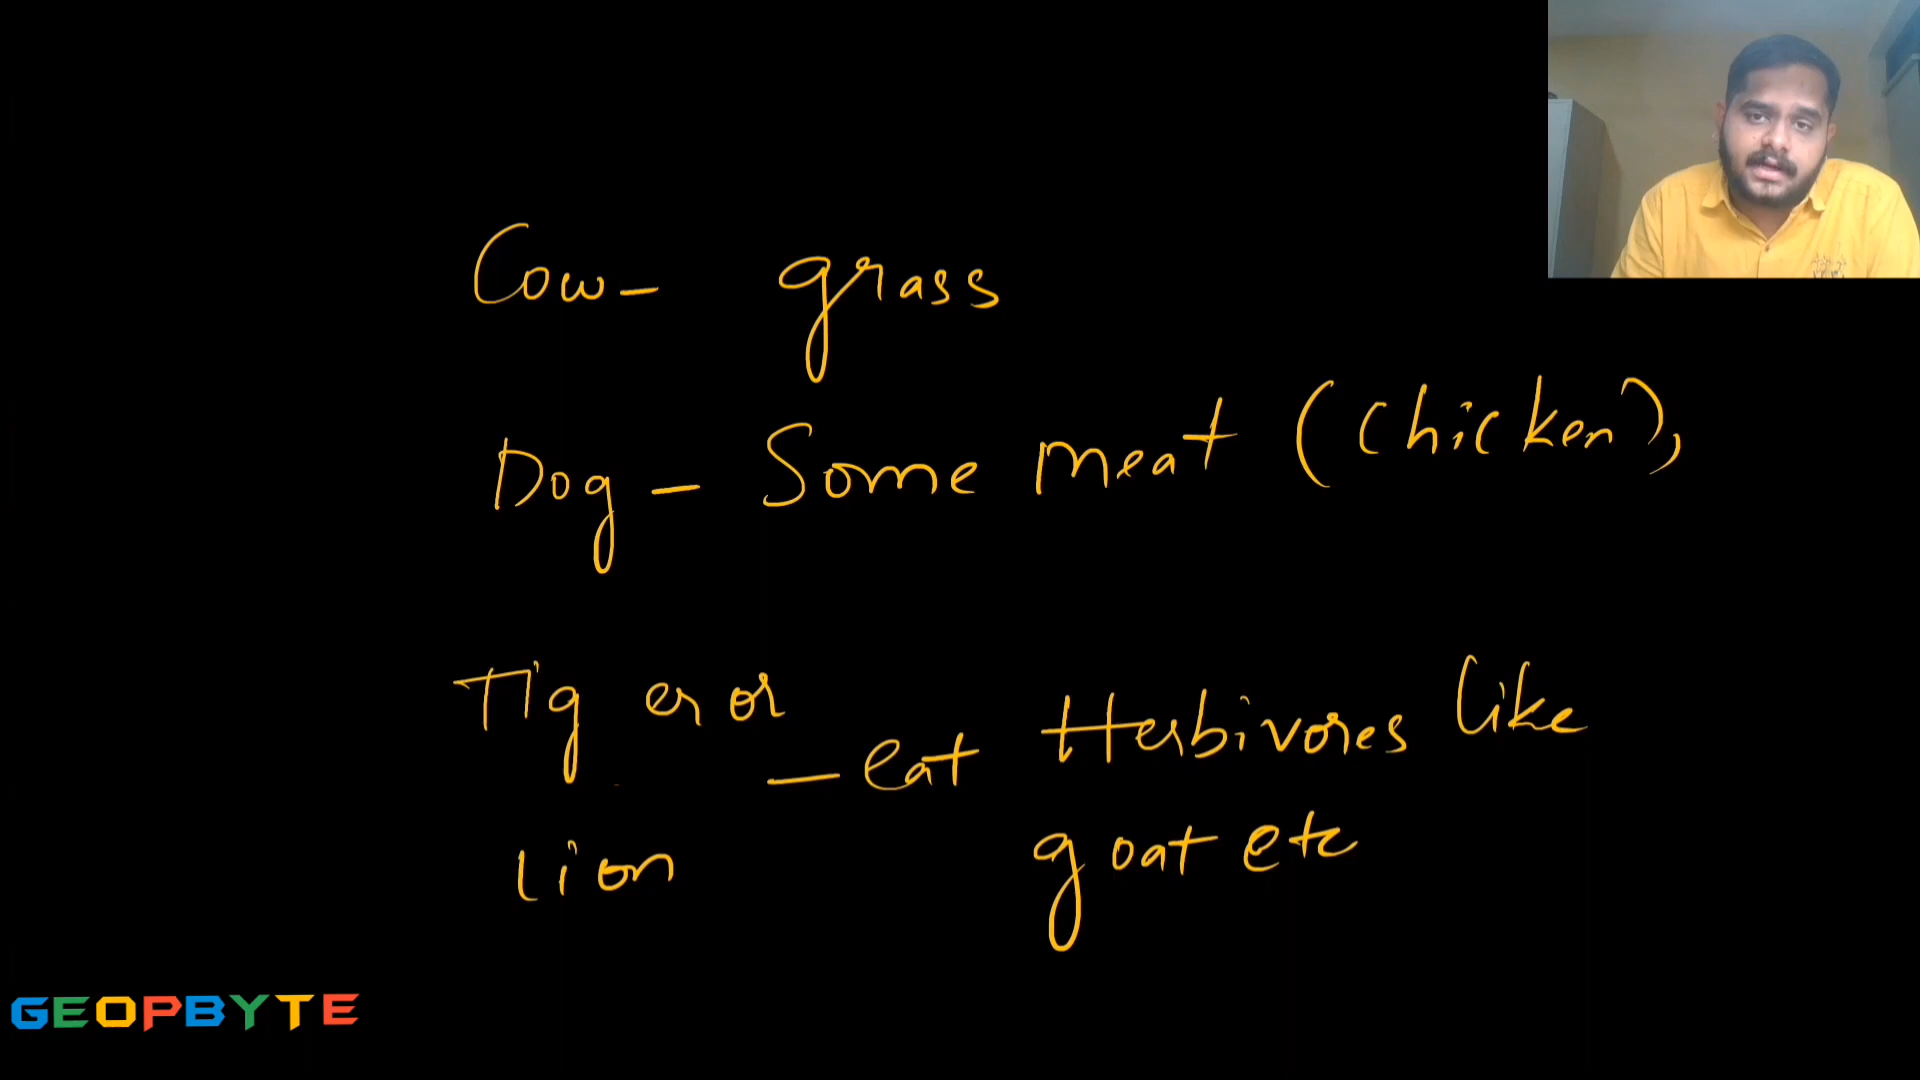 Cow- grass
Dog - Some meat (chicken),
Tiger or
- eat Herbivores like
lion goat etc
GEOPBYTE